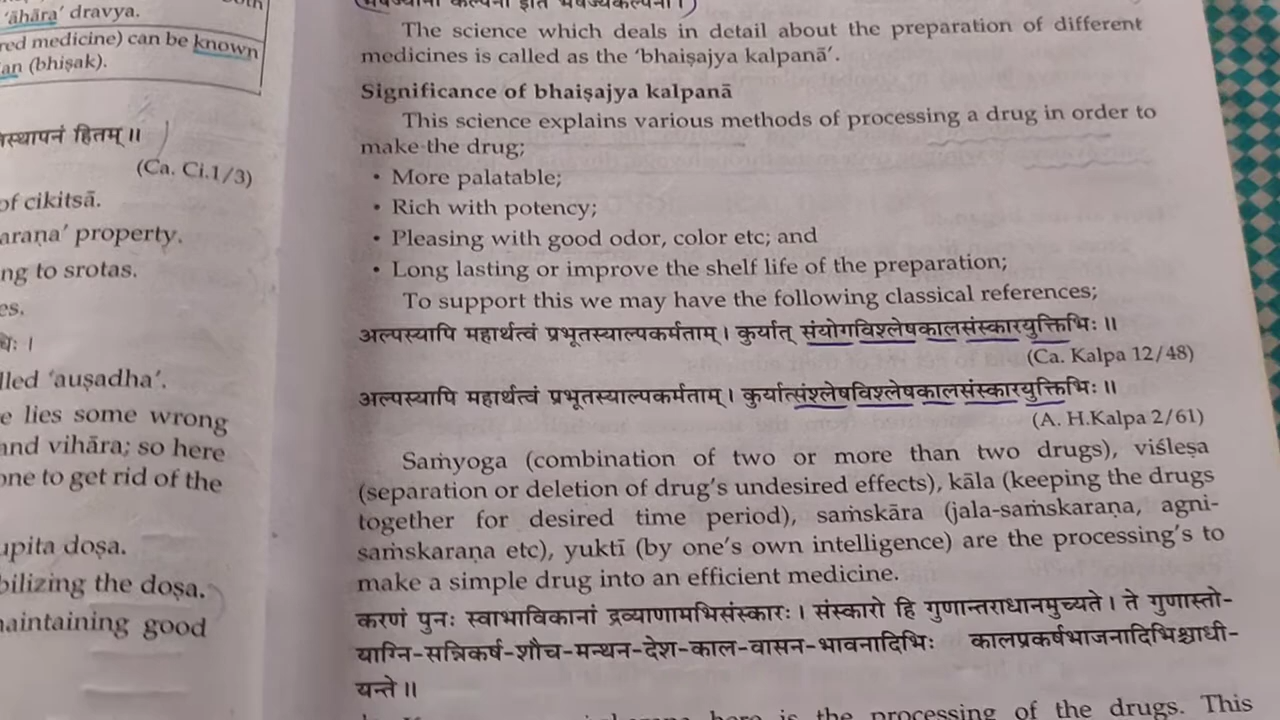 'āhāra' dravya.
red medicine) can be known
an (bhiṣak).
स्थापनं हितम् ॥
(Ca. Ci.1/3)
of cikitsā.
araṇa' property.
ng to srotas.
es.
lled 'auṣadha'.
e lies some wrong
and vihāra; so here
one to get rid of the
upita doṣa.
bilizing the doṣa.
naintaining good
The science which deals in detail about the preparation of different
medicines is called as the 'bhaiṣajya kalpanā'.
Significance of bhaiṣajya kalpanā
This science explains various methods of processing a drug in order to
make the drug;
• More palatable;
• Rich with potency;
• Pleasing with good odor, color etc; and
• Long lasting or improve the shelf life of the preparation;
To support this we may have the following classical references;
अल्पस्यापि महार्थत्वं प्रभूतस्याल्पकर्मताम् । कुर्यात् संयोगविश्लेषकालसंस्कारयुक्तिभिः ॥
(Ca. Kalpa 12/48)
अल्पस्यापि महार्थत्वं प्रभूतस्याल्पकर्मताम् । कुर्यात्संश्लेषविश्लेषकालसंस्कारयुक्तिभिः ॥
(A. H.Kalpa 2/61)
Saṁyoga (combination of two or more than two drugs), viśleṣa
(separation or deletion of drug's undesired effects), kāla (keeping the drugs
together for desired time period), saṁskāra (jala-saṁskaraṇa, agni-
saṁskaraṇa etc), yuktī (by one's own intelligence) are the processing's to
make a simple drug into an efficient medicine.
करणं पुनः स्वाभाविकानां द्रव्याणामभिसंस्कारः । संस्कारो हि गुणान्तराधानमुच्यते । ते गुणास्तो-
याग्नि-सन्निकर्ष-शौच-मन्थन-देश-काल-वासन-भावनादिभिः कालप्रकर्षभाजनादिभिश्चाधी-
यन्ते ॥
here is the processing of the drugs. This